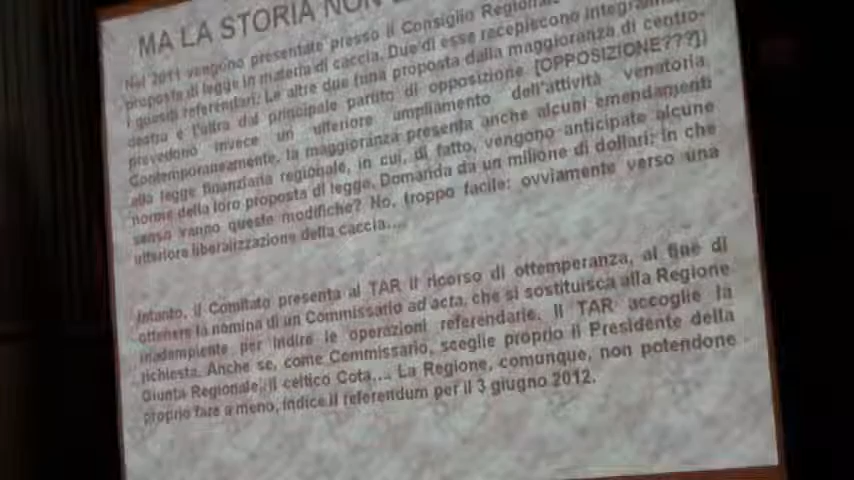 MA LA STORIA NON
Nel 2011 vengono presentate presso il Consiglio Regionale
proposte di legge in materia di caccia. Due di esse recepiscono
i quesiti referendari. Le altre due (una proposta dalla maggioranza di centro-
destra e l'altra dal principale partito di opposizione [OPPOSIZIONE???])
prevedono invece un ulteriore ampliamento dell'attività venatoria.
Contemporaneamente, la maggioranza presenta anche alcuni emendamenti
alla legge finanziaria regionale, in cui, di fatto, vengono anticipate alcune
norme della loro proposta di legge. Domanda da un milione di dollari: in che
senso vanno queste modifiche? No, troppo facile: ovviamente verso una
ulteriore liberalizzazione della caccia....
Intanto, il Comitato presenta al TAR il ricorso di ottemperanza, al fine di
ottenere la nomina di un Commissario ad acta, che si sostituisca alla Regione
inadempiente per indire le operazioni referendarie. Il TAR accoglie la
richiesta. Anche se, come Commissario, sceglie proprio il Presidente della
Giunta Regionale, il celtico Cota.... La Regione, comunque, non potendone
proprio fare a meno, indice il referendum per il 3 giugno 2012.